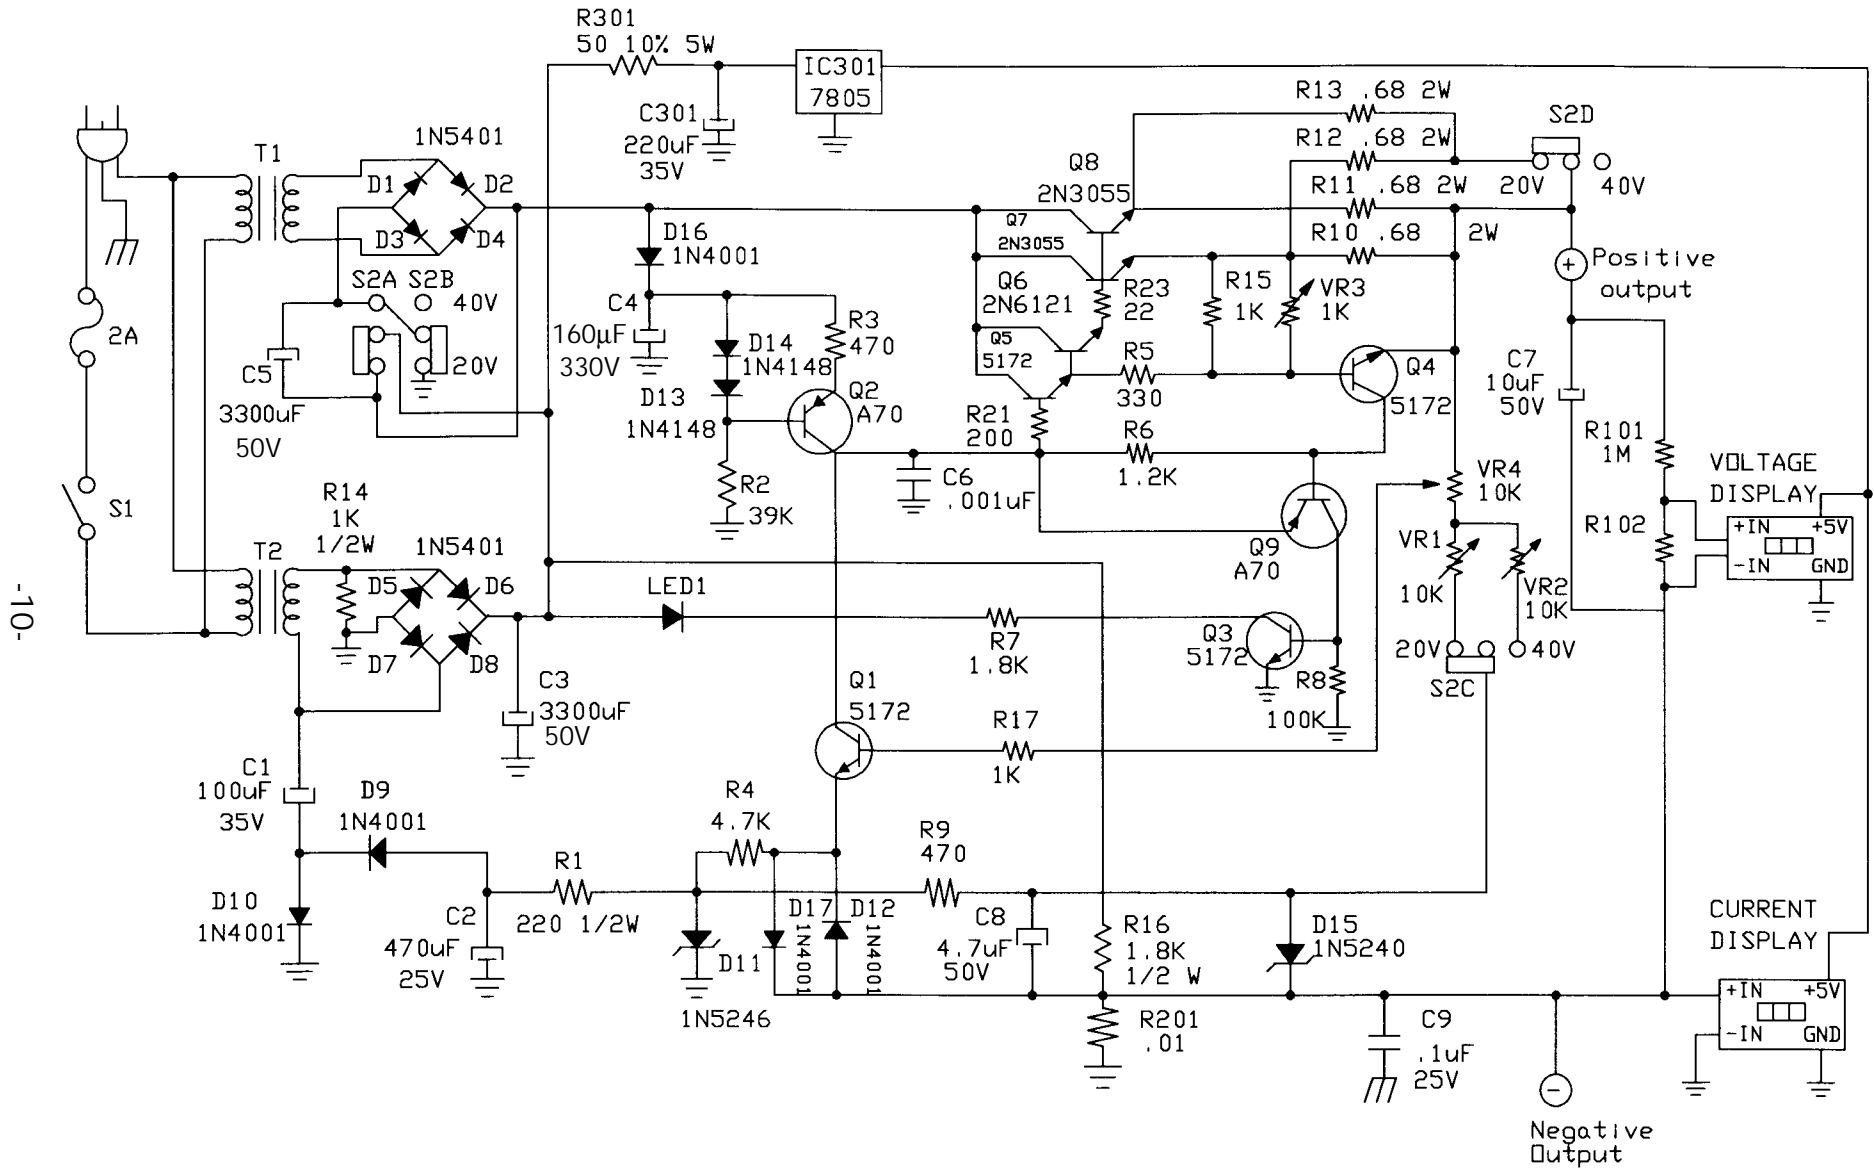 R301
50 10% 5W
IC301
7805
C301
220uF
35V
R13 .68 2W
R12 .68 2W
R11 .68 2W
R10 .68
2W
S2D
20V
40V
1N5401
T1
D1
D2
D3
D4
Q8
2N3055
Q7
2N3055
Q6
2N6121
Q5
5172
R23
22
R15
1K
VR3
1K
+
Positive
output
D16
1N4001
S2A
S2B
40V
20V
2A
C5
3300uF
50V
C4
160µF
330V
D14
1N4148
D13
1N4148
R3
470
Q2
A70
R5
330
Q4
5172
C7
10uF
50V
R21
200
R6
1.2K
R101
1M
VOLTAGE
DISPLAY
+IN
+5V
-IN
GND
S1
R14
1K
1/2W
R2
39K
C6
.001uF
VR4
10K
R102
T2
1N5401
D5
D6
D7
D8
LED1
Q9
A70
VR1
10K
VR2
10K
-10-
R7
1.8K
Q3
5172
R8
100K
20V
40V
S2C
C3
3300uF
50V
Q1
5172
R17
1K
C1
100uF
35V
D9
1N4001
R4
4.7K
R9
470
R1
220 1/2W
D10
1N4001
C2
470uF
25V
D11
1N5246
D17
1N4001
D12
1N4001
C8
4.7uF
50V
R16
1.8K
1/2 W
D15
1N5240
CURRENT
DISPLAY
+IN
+5V
-IN
GND
R201
.01
C9
.1uF
25V
-
Negative
Output